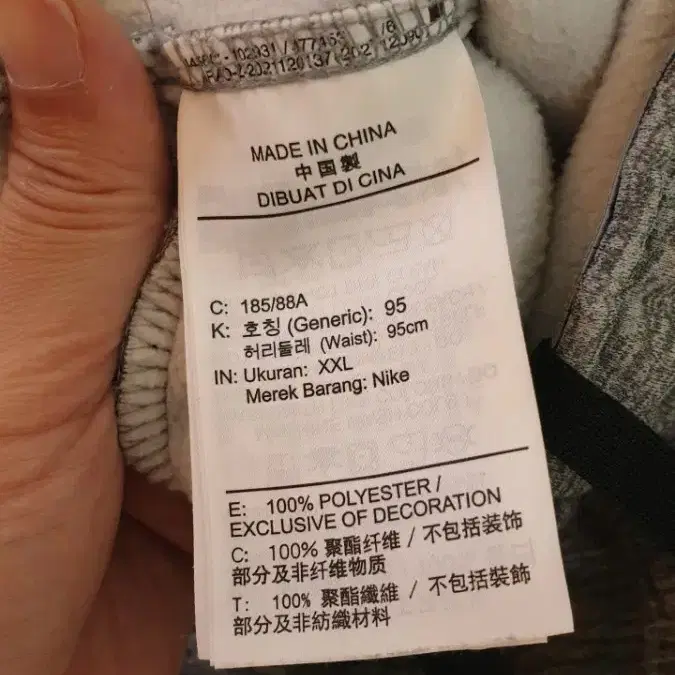 MADE IN CHINA
中国製
DIBUAT DI CINA
C: 185/88A
K: 호칭 (Generic): 95
허리둘레 (Waist): 95cm
IN: Ukuran: XXL
Merek Barang: Nike
E: 100% POLYESTER /
EXCLUSIVE OF DECORATION
C: 100% 聚酯纤维 / 不包括装饰
部分及非纤维物质
T: 100% 聚酯纖維 / 不包括裝飾
部分及非紡織材料